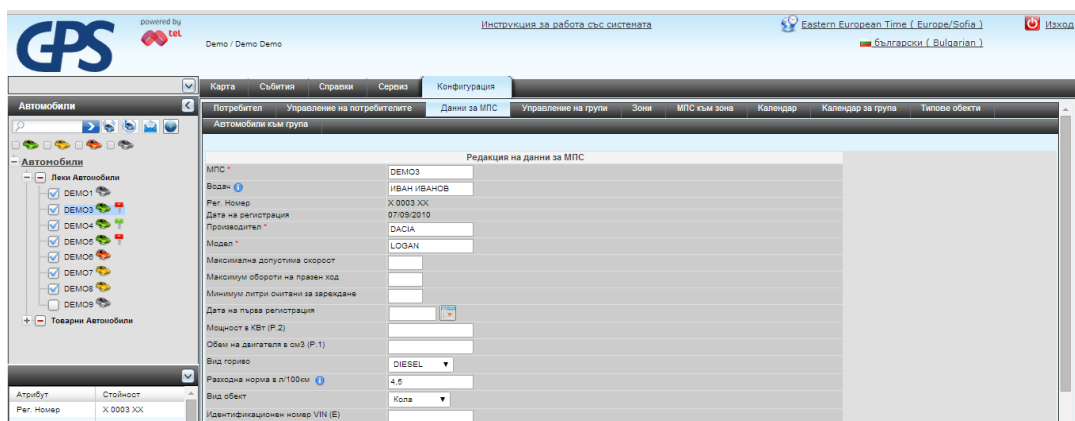 GPS
powered by
tel
Demo / Demo Demo
Инструкция за работа със системата
Eastern European Time ( Europe/Sofia )
български ( Bulgarian )
Изход
Карта Събития Справки Сервиз Конфигурация
Автомобили
Потребител Управление на потребителите Данни за МПС Управление на групи Зони МПС към зона Календар Календар за група Типове обекти
Автомобили към група
Автомобили
Леки Автомобили
DEMO1
DEMO3
DEMO4
DEMO5
DEMO6
DEMO7
DEMO8
DEMO9
Товарни Автомобили
Атрибут Стойност
Рег. Номер X 0003 XX
Редакция на данни за МПС
МПС * DEMO3
Водач ИВАН ИВАНОВ
Рег. Номер X 0003 XX
Дата на регистрация 07/09/2010
Производител * DACIA
Модел * LOGAN
Максимална допустима скорост
Максимум обороти на празен ход
Минимум литри считани за зареждане
Дата на първа регистрация
Мощност в КВт (P.2)
Обем на двигателя в см3 (P.1)
Вид гориво DIESEL
Разходна норма в л/100км 4,5
Вид обект Кола
Идентификационен номер VIN (E)